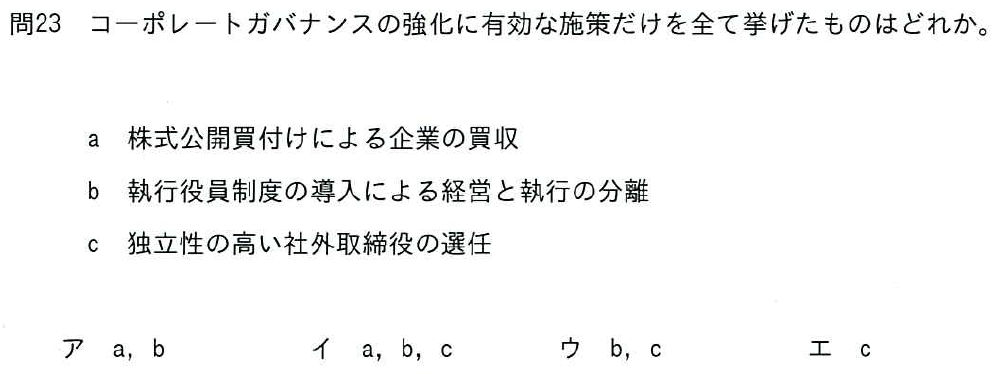 問23　コーポレートガバナンスの強化に有効な施策だけを全て挙げたものはどれか。
a　株式公開買付けによる企業の買収
b　執行役員制度の導入による経営と執行の分離
c　独立性の高い社外取締役の選任
ア　a，b　イ　a，b，c　ウ　b，c　エ　c